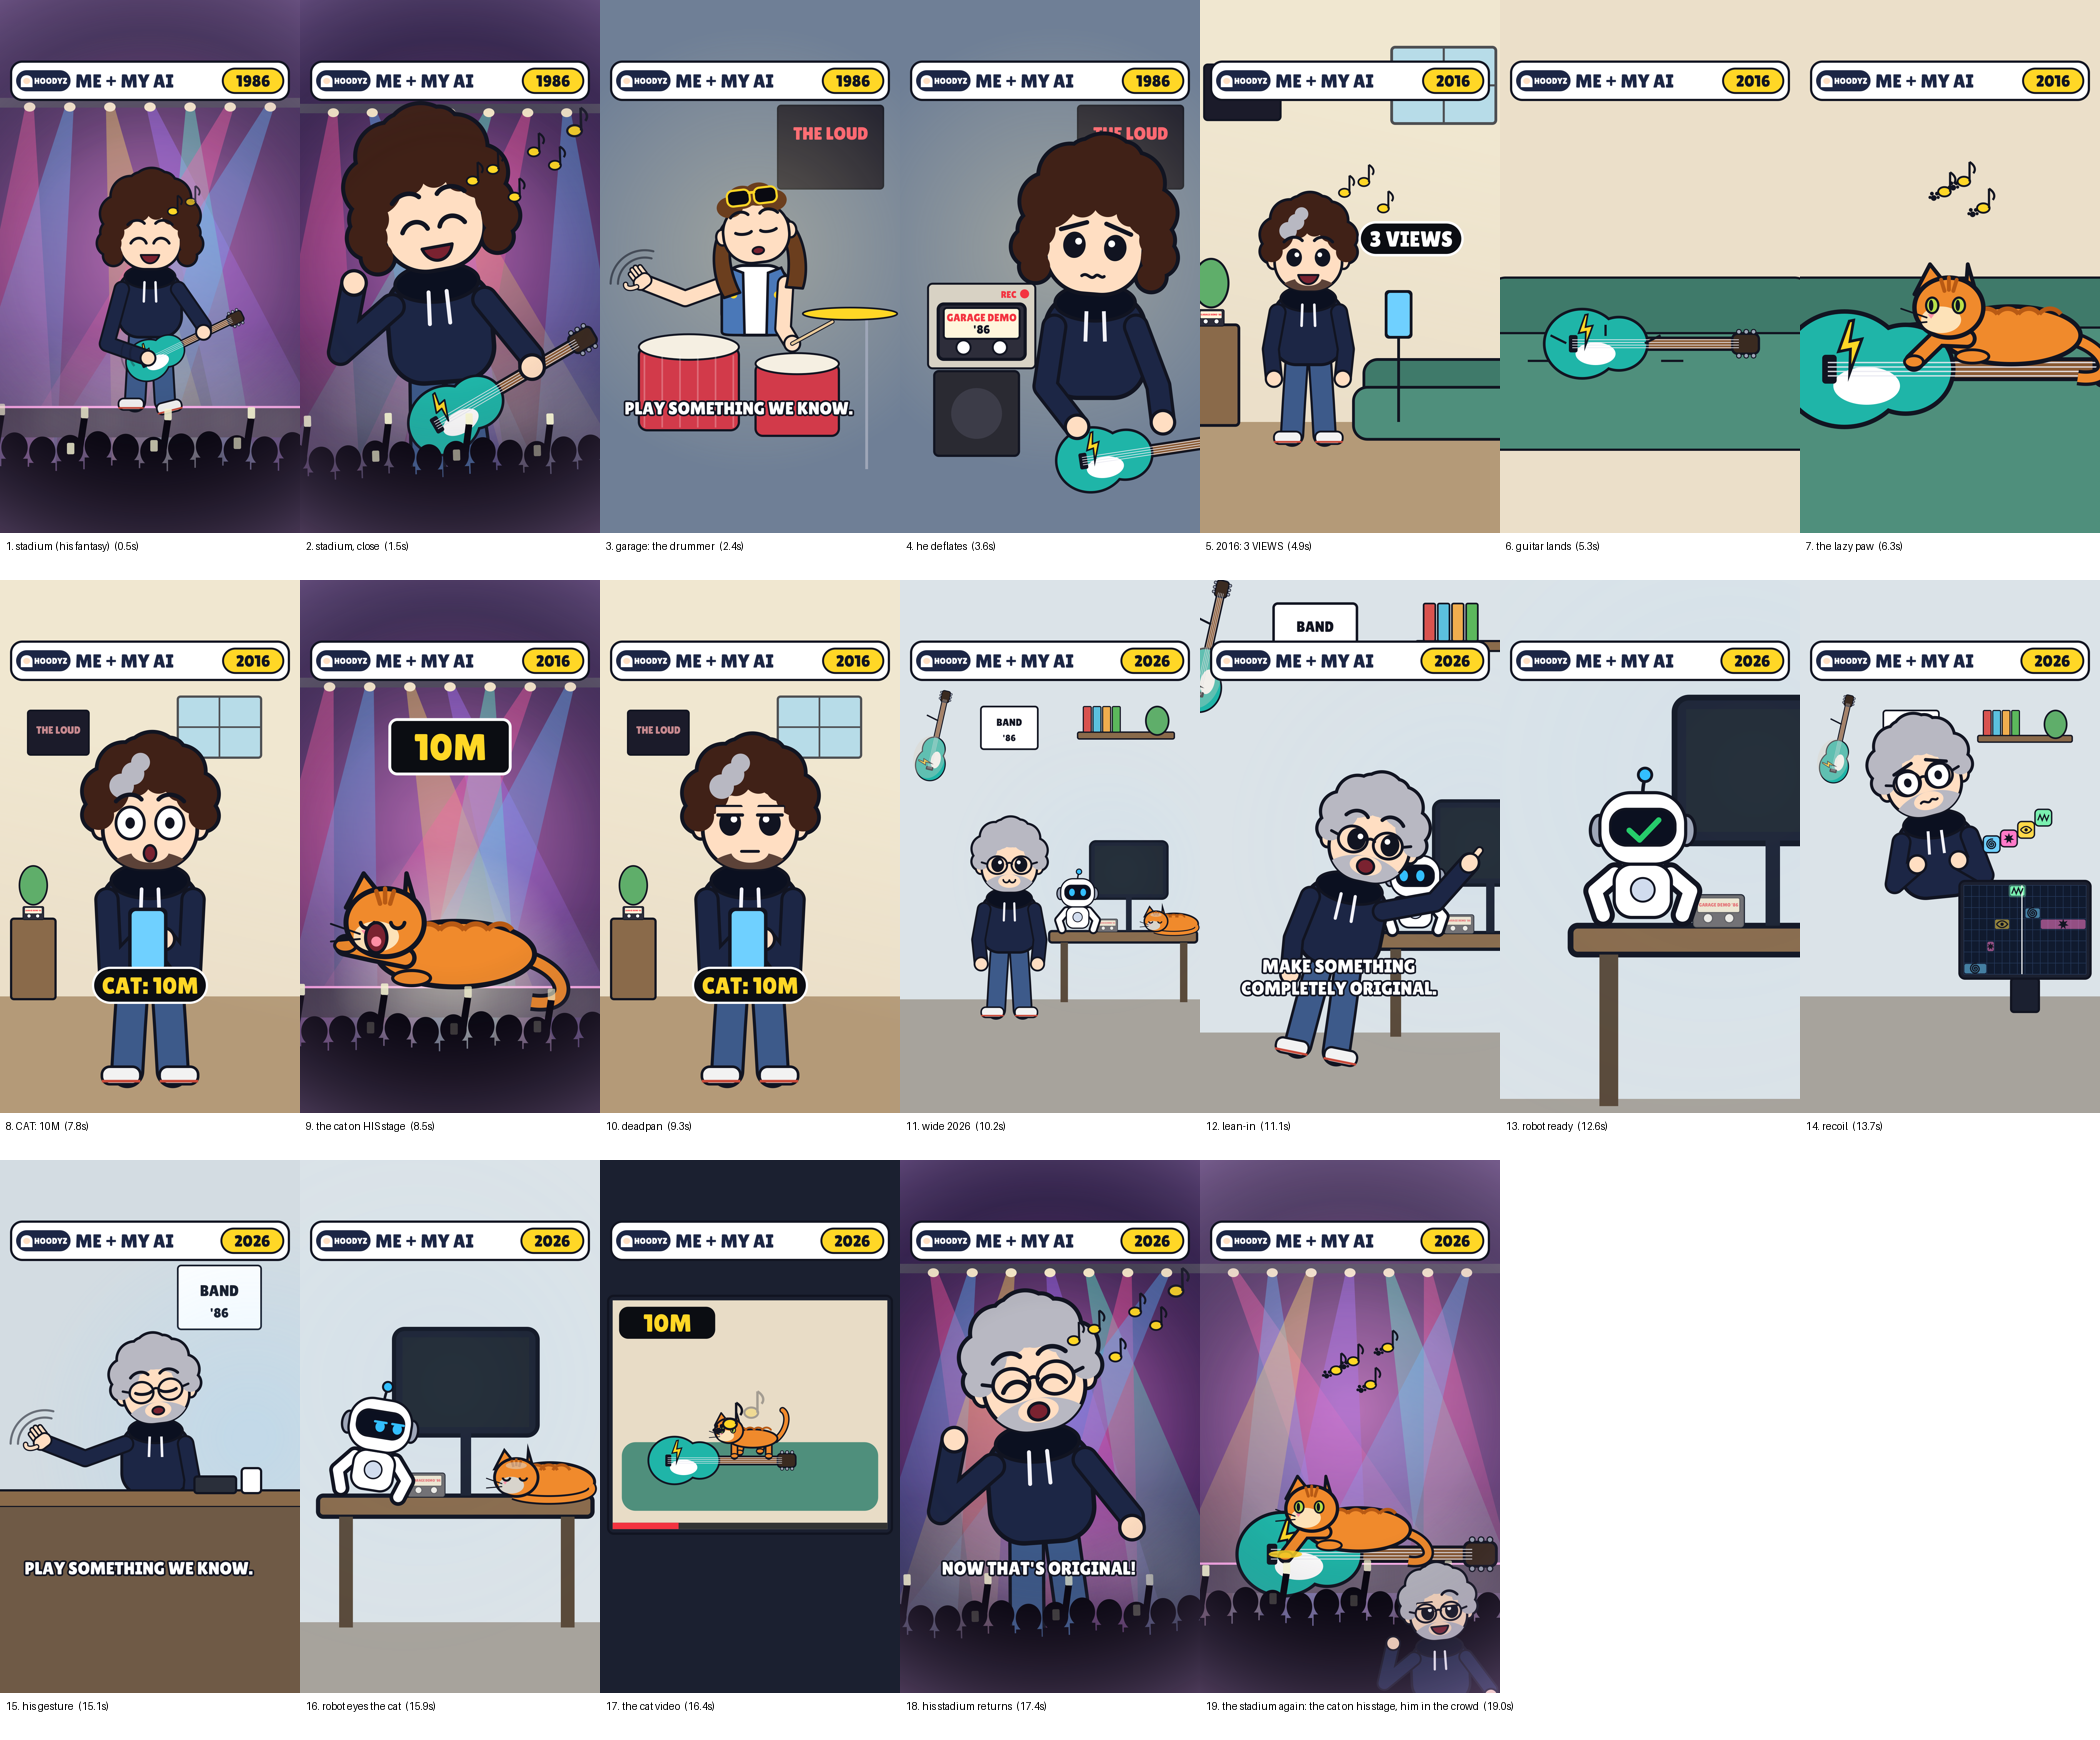 HOODYZ ME + MY AI 1986
HOODYZ ME + MY AI 1986
HOODYZ ME + MY AI 1986
HOODYZ ME + MY AI 1986
HOODYZ ME + MY AI 2016
HOODYZ ME + MY AI 2016
HOODYZ ME + MY AI 2016
THE LOUD
THE LOUD
3 VIEWS
REC
GARAGE DEMO
'86
PLAY SOMETHING WE KNOW.
1. stadium (his fantasy) (0.5s)
2. stadium, close (1.5s)
3. garage: the drummer (2.4s)
4. he deflates (3.6s)
5. 2016: 3 VIEWS (4.9s)
6. guitar lands (5.3s)
7. the lazy paw (6.3s)
BAND
HOODYZ ME + MY AI 2016
HOODYZ ME + MY AI 2016
HOODYZ ME + MY AI 2016
HOODYZ ME + MY AI 2026
HOODYZ ME + MY AI 2026
HOODYZ ME + MY AI 2026
HOODYZ ME + MY AI 2026
THE LOUD
10M
THE LOUD
BAND
'86
GARAGE DEMO '86
CAT: 10M
CAT: 10M
MAKE SOMETHING
COMPLETELY ORIGINAL.
8. CAT: 10M (7.8s)
9. the cat on HIS stage (8.5s)
10. deadpan (9.3s)
11. wide 2026 (10.2s)
12. lean-in (11.1s)
13. robot ready (12.6s)
14. recoil (13.7s)
HOODYZ ME + MY AI 2026
HOODYZ ME + MY AI 2026
HOODYZ ME + MY AI 2026
HOODYZ ME + MY AI 2026
HOODYZ ME + MY AI 2026
BAND
'86
10M
PLAY SOMETHING WE KNOW.
NOW THAT'S ORIGINAL!
15. his gesture (15.1s)
16. robot eyes the cat (15.9s)
17. the cat video (16.4s)
18. his stadium returns (17.4s)
19. the stadium again: the cat on his stage, him in the crowd (19.0s)